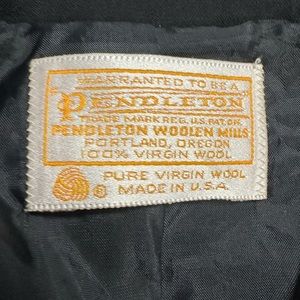 WARRANTED TO BE A
PENDLETON
TRADE MARK REG. U.S. PAT. OFF.
PENDLETON WOOLEN MILLS
PORTLAND, OREGON
100% VIRGIN WOOL
PURE VIRGIN WOOL
MADE IN U.S.A.